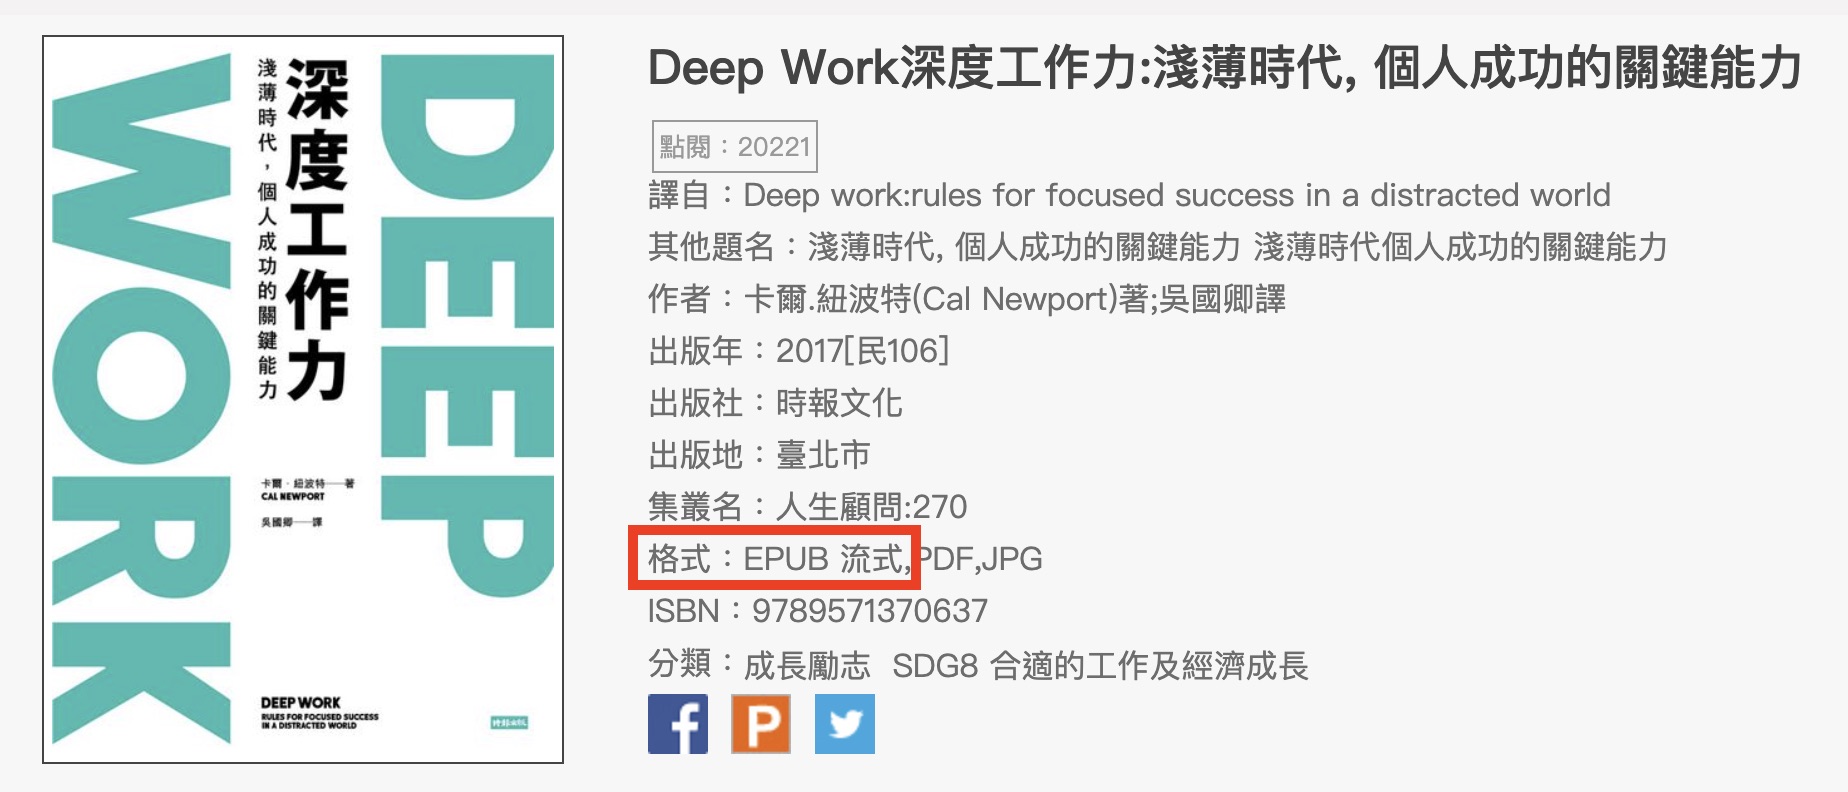 DEEP
WORK
深度工作力
淺薄時代，個人成功的關鍵能力
卡爾．紐波特──著
CAL NEWPORT
吳國卿──譯
DEEP WORK
RULES FOR FOCUSED SUCCESS
IN A DISTRACTED WORLD
時報出版
Deep Work深度工作力:淺薄時代, 個人成功的關鍵能力
點閱：20221
譯自：Deep work:rules for focused success in a distracted world
其他題名：淺薄時代, 個人成功的關鍵能力 淺薄時代個人成功的關鍵能力
作者：卡爾.紐波特(Cal Newport)著;吳國卿譯
出版年：2017[民106]
出版社：時報文化
出版地：臺北市
集叢名：人生顧問:270
格式：EPUB 流式,PDF,JPG
ISBN：9789571370637
分類：成長勵志 SDG8 合適的工作及經濟成長